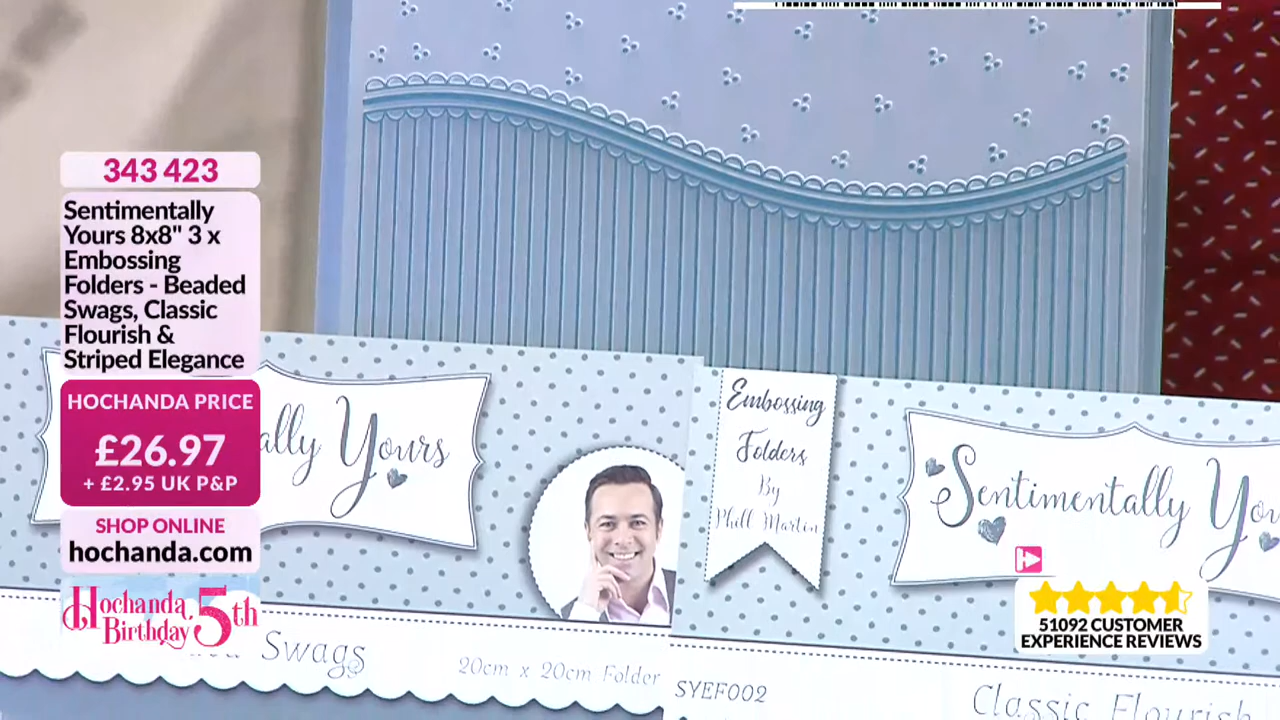 343 423
Sentimentally
Yours 8x8" 3 x
Embossing
Folders - Beaded
Swags, Classic
Flourish &
Striped Elegance
HOCHANDA PRICE
£26.97
+ £2.95 UK P&P
SHOP ONLINE
hochanda.com
Hochanda 5th
Birthday
ally Yours
Swags
20cm x 20cm Folder
Embossing
Folders
By
Phill Martin
Sentimentally You
SYEF002
Classic Flourish
51092 CUSTOMER
EXPERIENCE REVIEWS